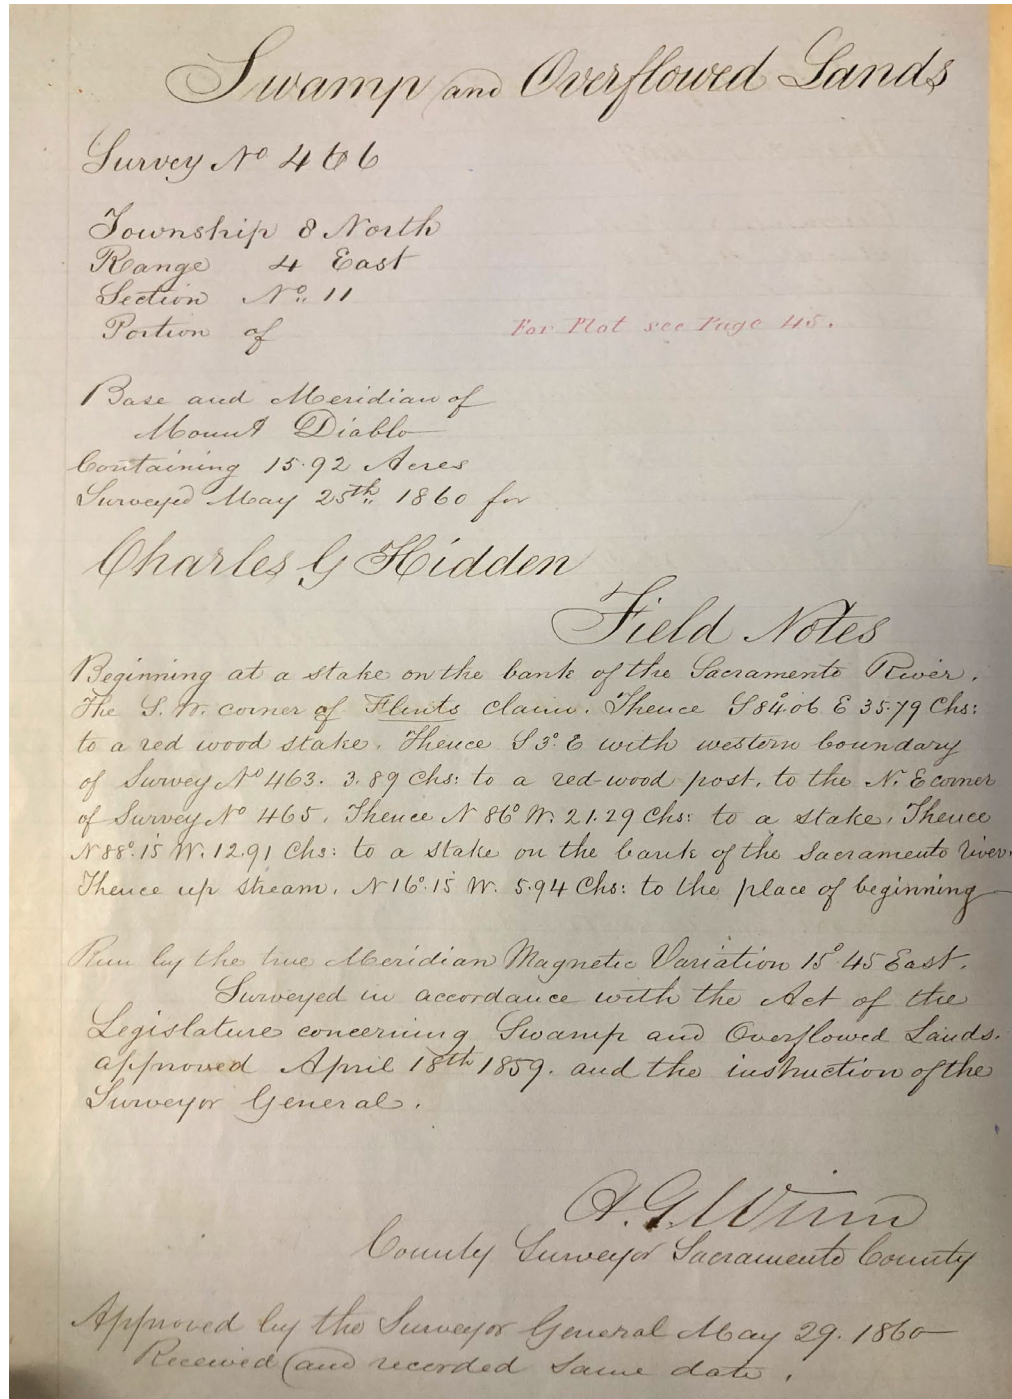 Swamp and Overflowed Lands
Survey No 466
Township 8 North
Range 4 East
Section No. 11
Portion of
For Plot see Page 45.
Base and Meridian of
Mount Diablo
Containing 15.92 Acres
Surveyed May 25th 1860 for
Charles G Hidden
Field Notes
Beginning at a stake on the bank of the Sacramento River.
The S. W. corner of Flints claim. Thence S 84°.06 E 35.79 Chs:
to a red wood stake. Thence S 3° E with western boundary
of Survey No 463. 3.89 Chs: to a red-wood post, to the N. E corner
of Survey No 465. Thence N 86° W. 21.29 Chs: to a stake. Thence
N 88°.15 W. 12.91 Chs: to a stake on the bank of the Sacramento River.
Thence up stream. N 16°.15 W. 5.94 Chs: to the place of beginning
Run by the true Meridian Magnetic Variation 15° 45 East.
Surveyed in accordance with the Act of the
Legislature concerning Swamp and Overflowed Lands.
approved April 18th 1859. and the instruction of the
Surveyor General.
A. G. Winn
County Surveyor Sacramento County
Approved by the Surveyor General May 29. 1860
Received and recorded same date.